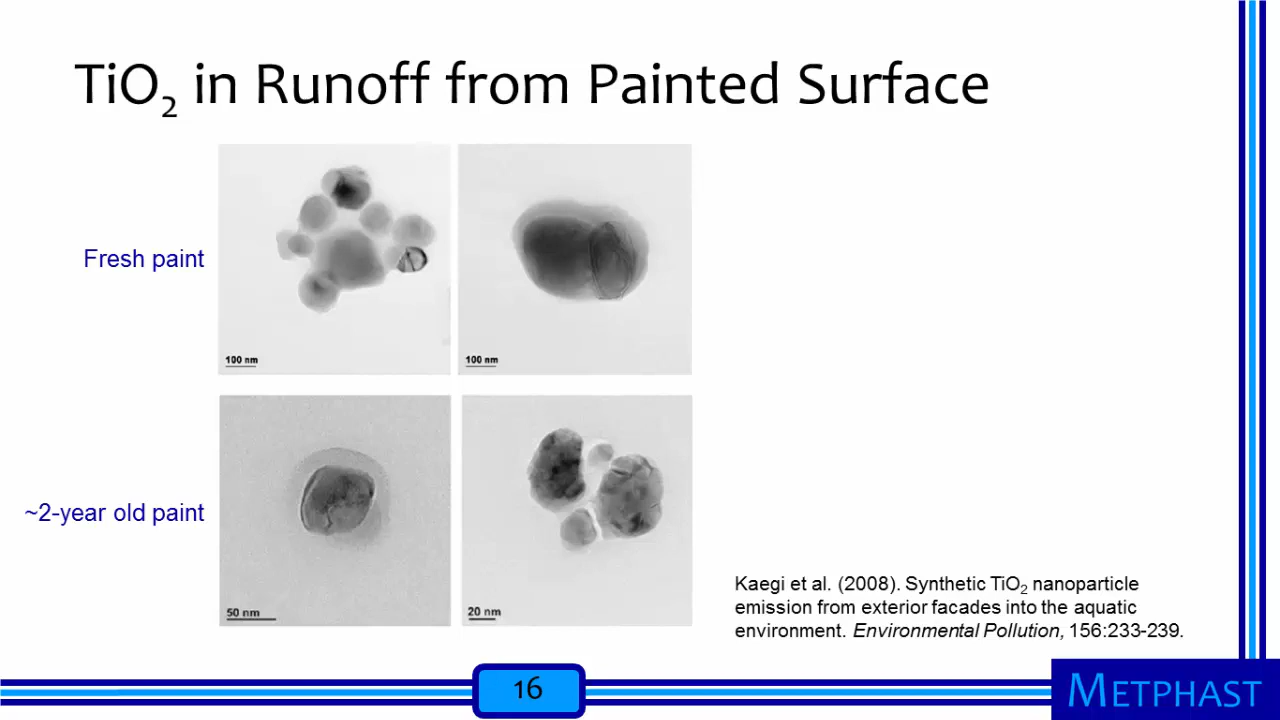 TiO₂ in Runoff from Painted Surface
Fresh paint
100 nm
100 nm
~2-year old paint
50 nm
20 nm
Kaegi et al. (2008). Synthetic TiO₂ nanoparticle
emission from exterior facades into the aquatic
environment. Environmental Pollution, 156:233-239.
16
METPHAST